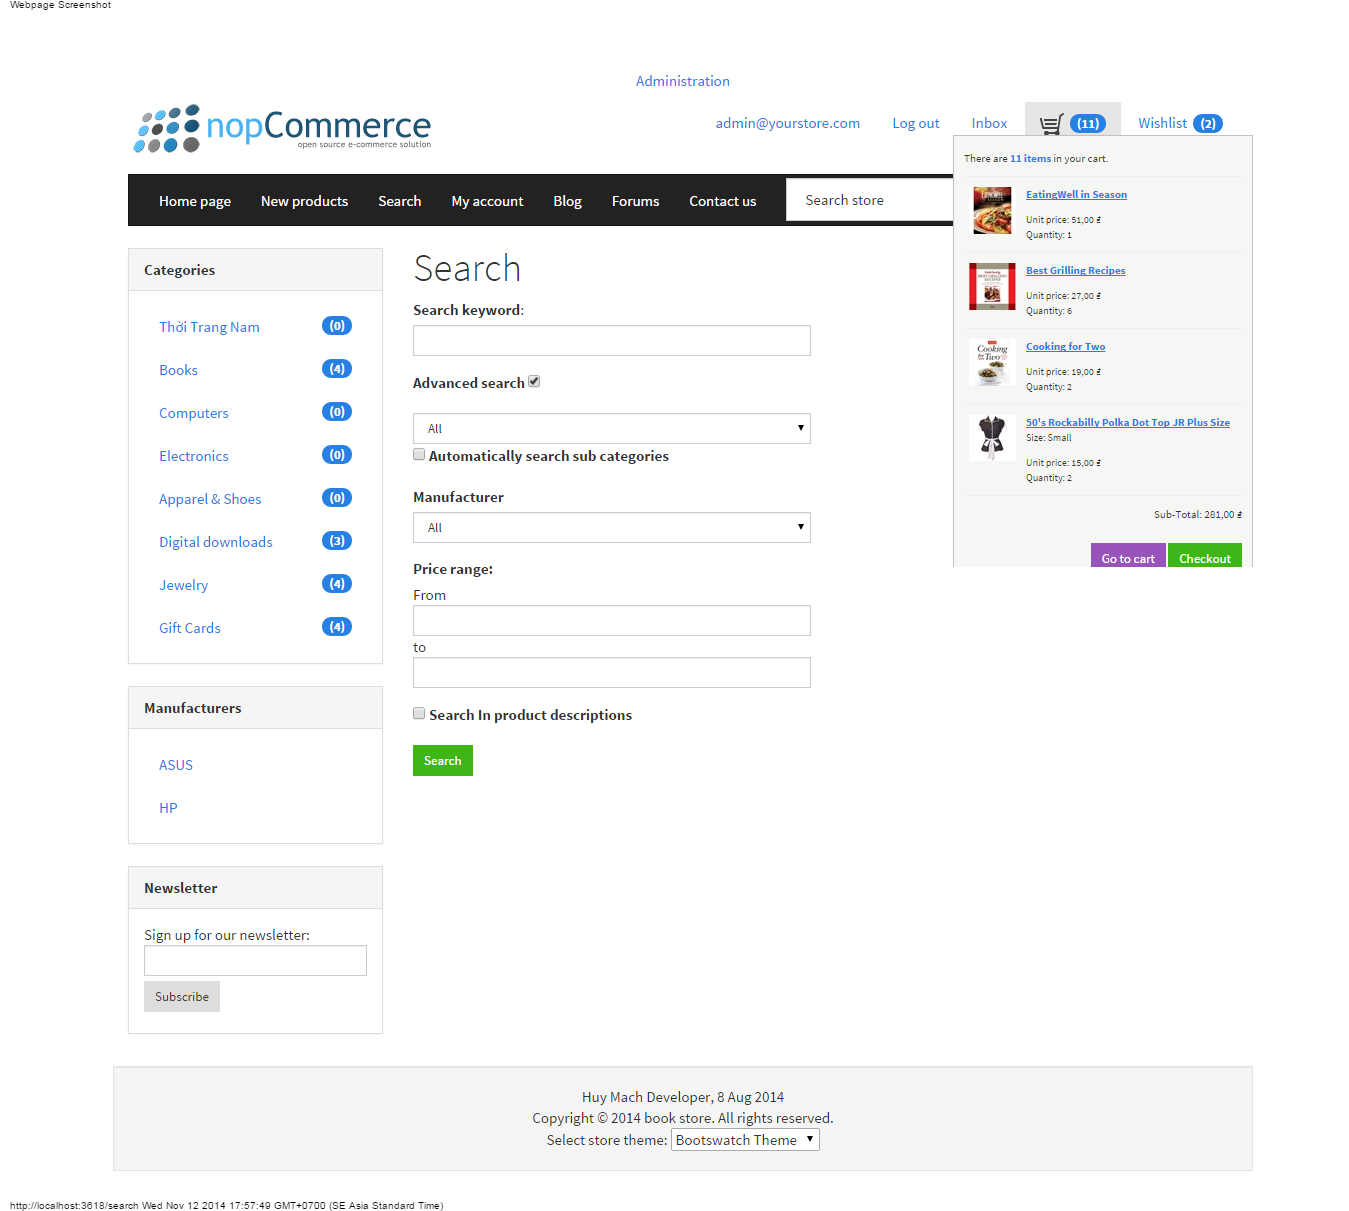 Webpage Screenshot
Administration
nopCommerce
open source e-commerce solution
admin@yourstore.com Log out Inbox (11) Wishlist (2)
Home page New products Search My account Blog Forums Contact us Search store
There are 11 items in your cart.
EatingWell in Season
Unit price: 51,00 ₤
Quantity: 1
Best Grilling Recipes
Unit price: 27,00 ₤
Quantity: 6
Cooking for Two
Unit price: 19,00 ₤
Quantity: 2
50's Rockabilly Polka Dot Top JR Plus Size
Size: Small
Unit price: 15,00 ₤
Quantity: 2
Sub-Total: 281,00 ₤
Go to cart Checkout
Categories
Thời Trang Nam (0)
Books (4)
Computers (0)
Electronics (0)
Apparel & Shoes (0)
Digital downloads (3)
Jewelry (4)
Gift Cards (4)
Manufacturers
ASUS
HP
Newsletter
Sign up for our newsletter:
Subscribe
Search
Search keyword:
Advanced search
All
Automatically search sub categories
Manufacturer
All
Price range:
From
to
Search In product descriptions
Search
Huy Mach Developer, 8 Aug 2014
Copyright © 2014 book store. All rights reserved.
Select store theme: Bootswatch Theme
http://localhost:3618/search Wed Nov 12 2014 17:57:49 GMT+0700 (SE Asia Standard Time)